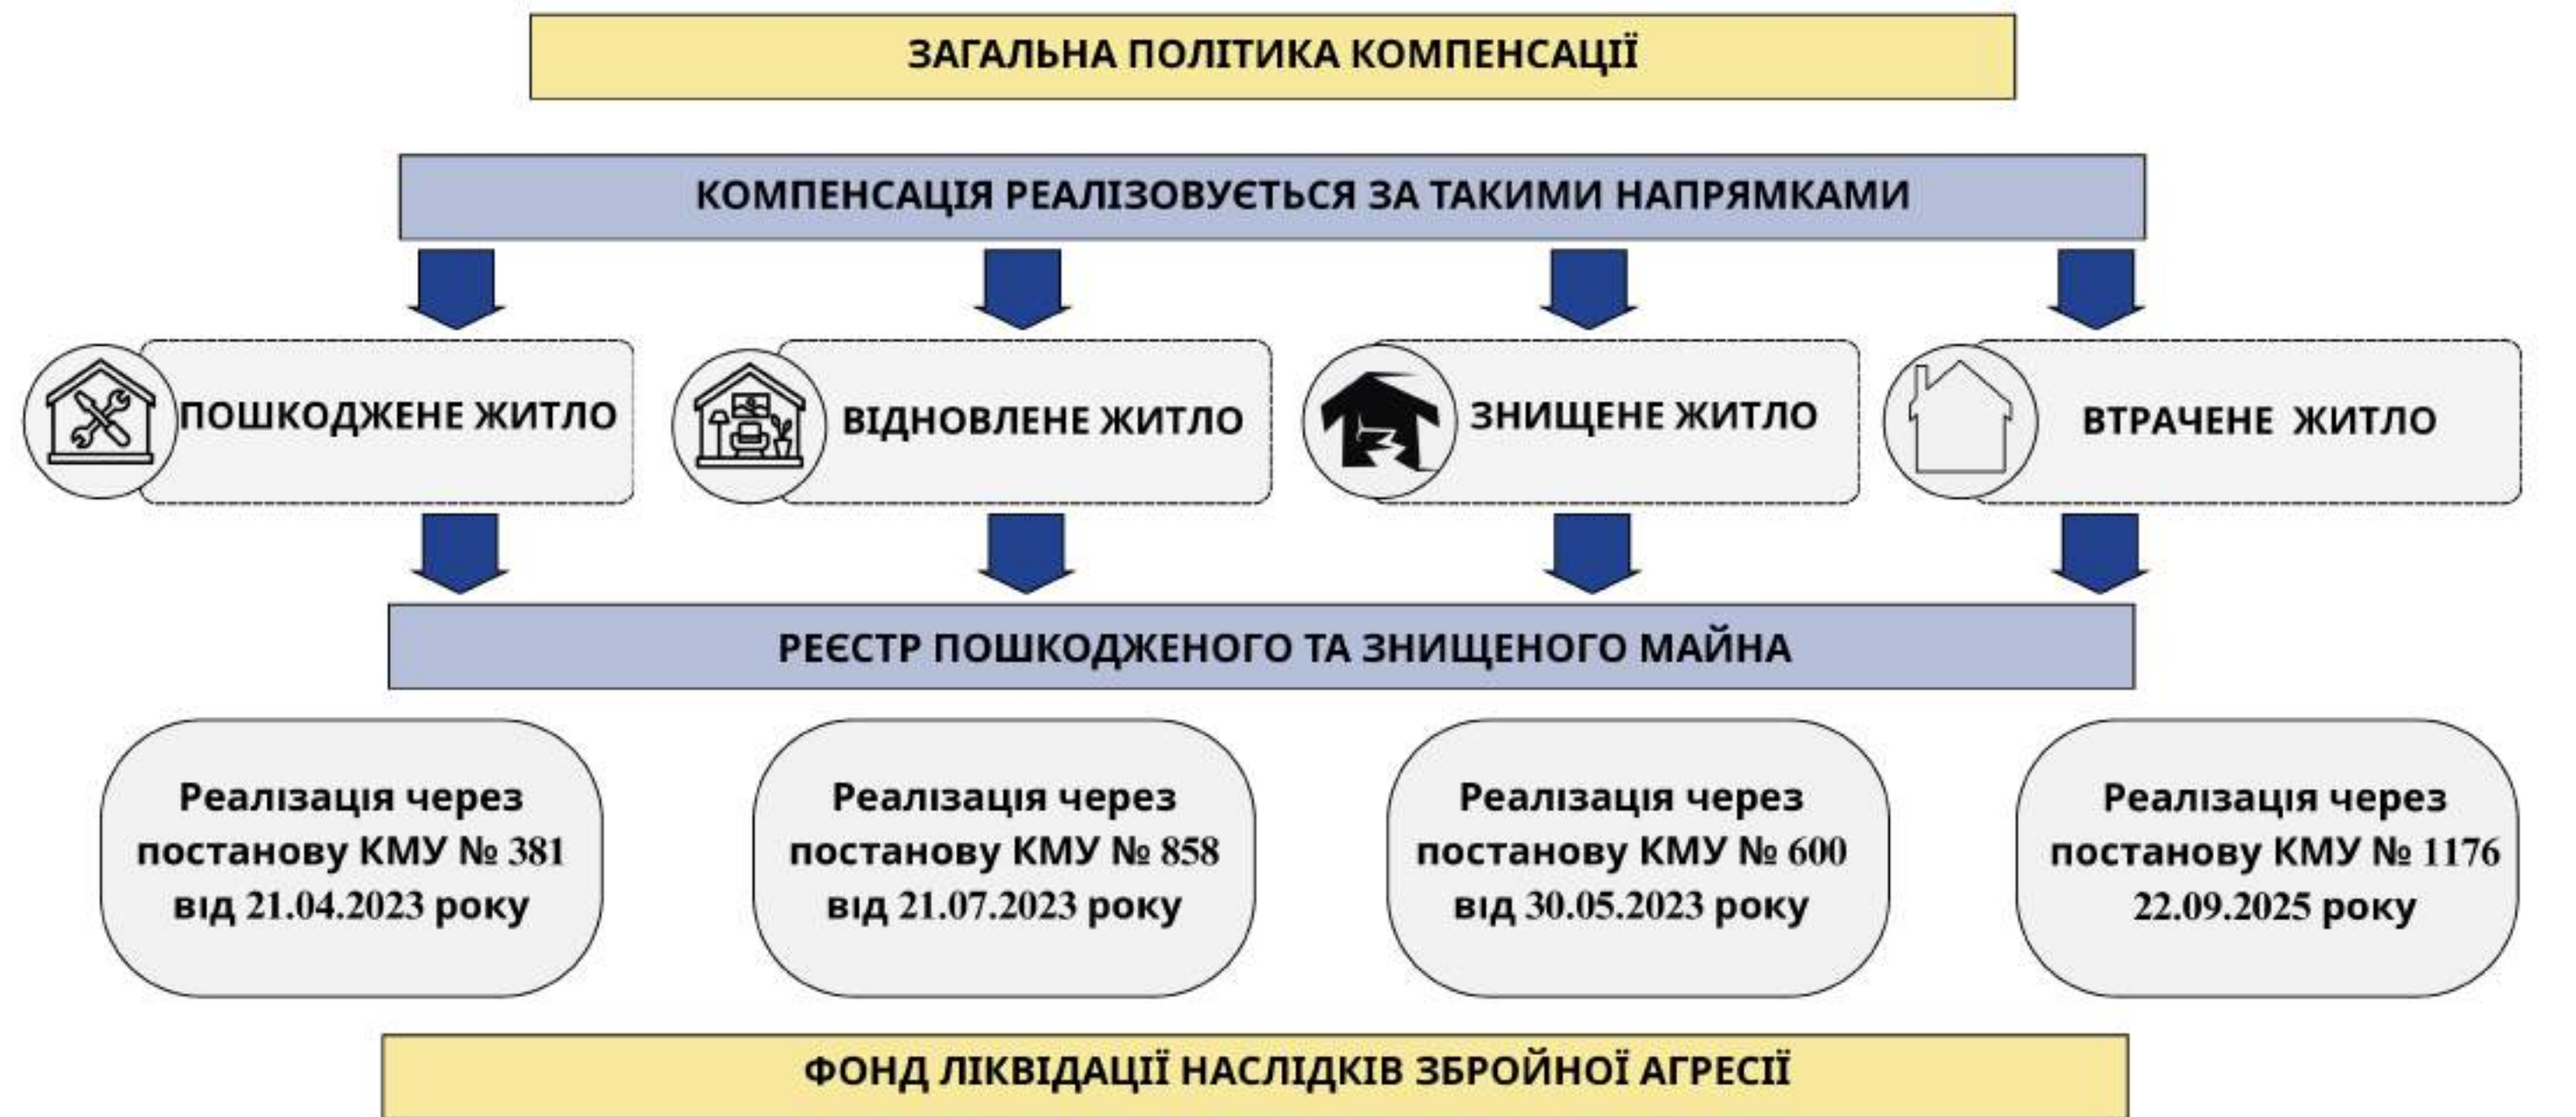 ЗАГАЛЬНА ПОЛІТИКА КОМПЕНСАЦІЇ
КОМПЕНСАЦІЯ РЕАЛІЗОВУЄТЬСЯ ЗА ТАКИМИ НАПРЯМКАМИ
ПОШКОДЖЕНЕ ЖИТЛО
ВІДНОВЛЕНЕ ЖИТЛО
ЗНИЩЕНЕ ЖИТЛО
ВТРАЧЕНЕ ЖИТЛО
РЕЄСТР ПОШКОДЖЕНОГО ТА ЗНИЩЕНОГО МАЙНА
Реалізація через
постанову КМУ № 381
від 21.04.2023 року
Реалізація через
постанову КМУ № 858
від 21.07.2023 року
Реалізація через
постанову КМУ № 600
від 30.05.2023 року
Реалізація через
постанову КМУ № 1176
22.09.2025 року
ФОНД ЛІКВІДАЦІЇ НАСЛІДКІВ ЗБРОЙНОЇ АГРЕСІЇ